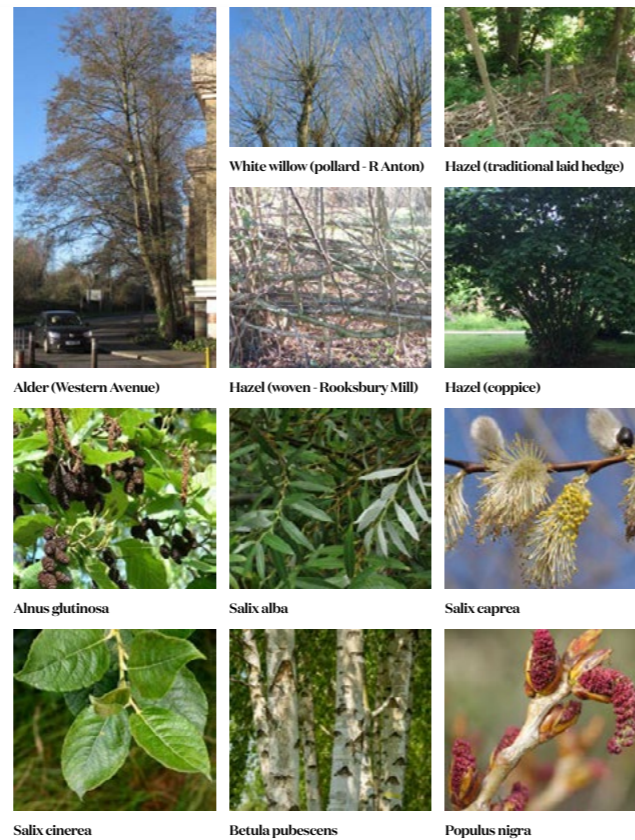 White willow (pollard - R Anton)
Hazel (traditional laid hedge)
Alder (Western Avenue)
Hazel (woven - Rooksbury Mill)
Hazel (coppice)
Alnus glutinosa
Salix alba
Salix caprea
Salix cinerea
Betula pubescens
Populus nigra